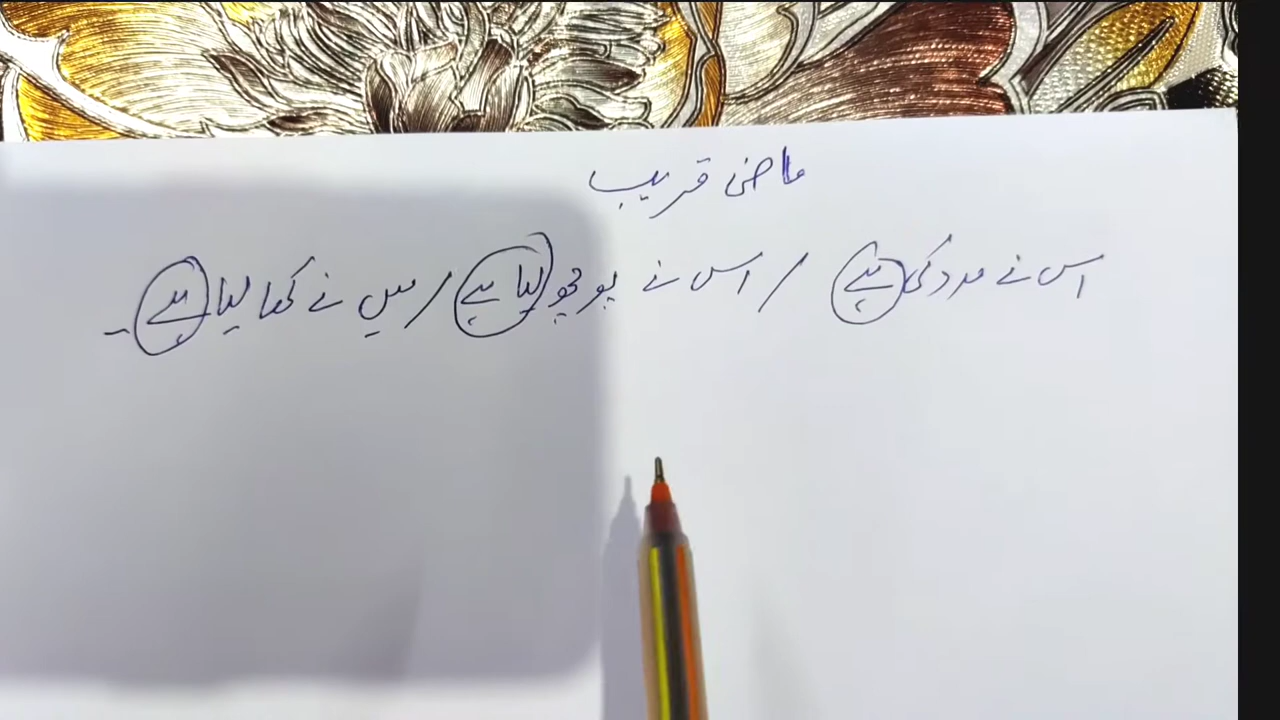 ماضی قریب
اس نے مدد کی ہے / اس نے پوچھ لیا ہے / میں نے کھا لیا ہے ۔